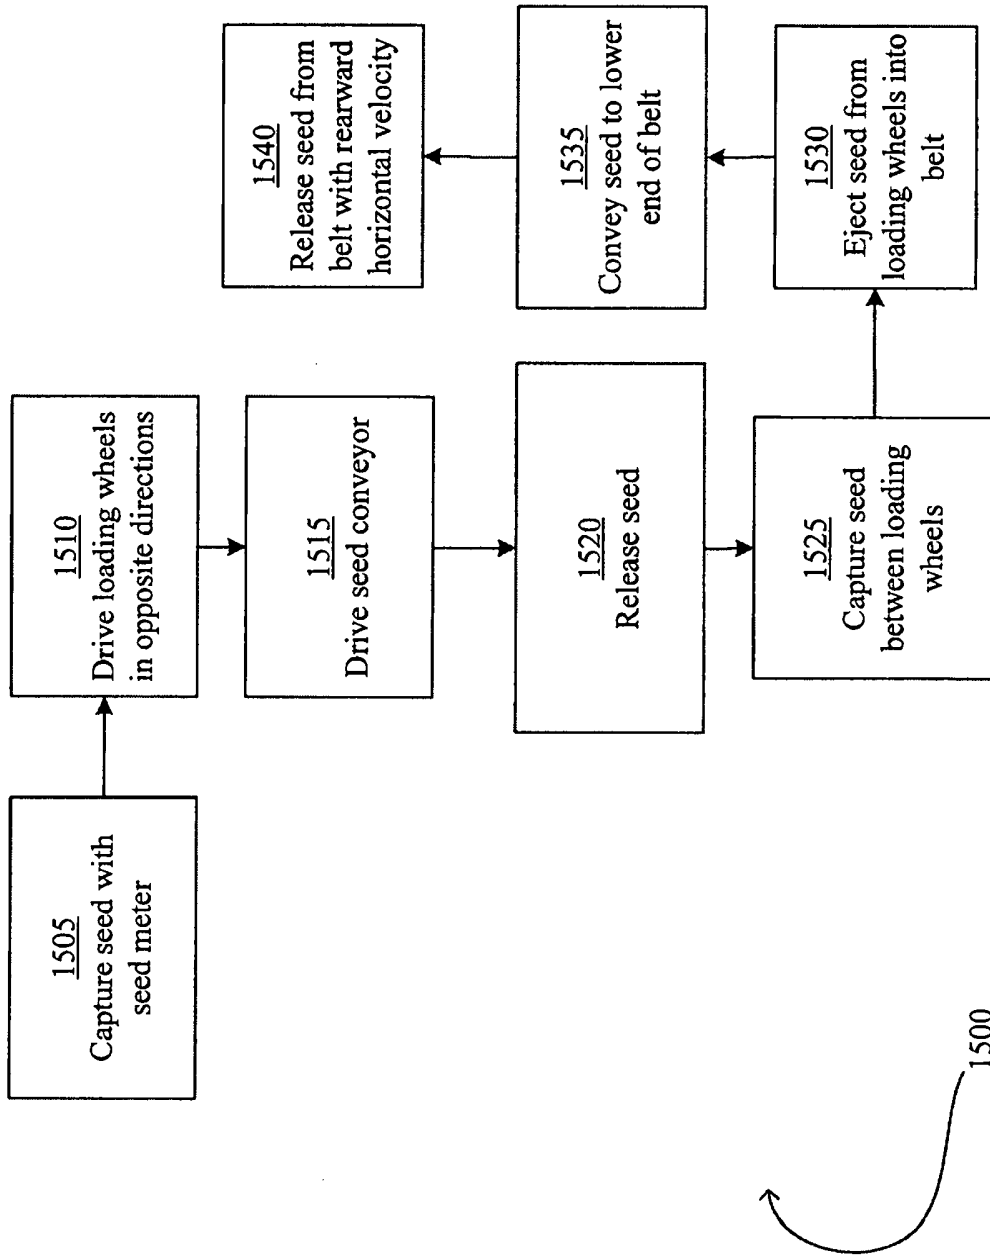 1505
Capture seed with
seed meter
1510
Drive loading wheels
in opposite directions
1515
Drive seed conveyor
1520
Release seed
1525
Capture seed
between loading
wheels
1530
Eject seed from
loading wheels into
belt
1535
Convey seed to lower
end of belt
1540
Release seed from
belt with rearward
horizontal velocity
1500